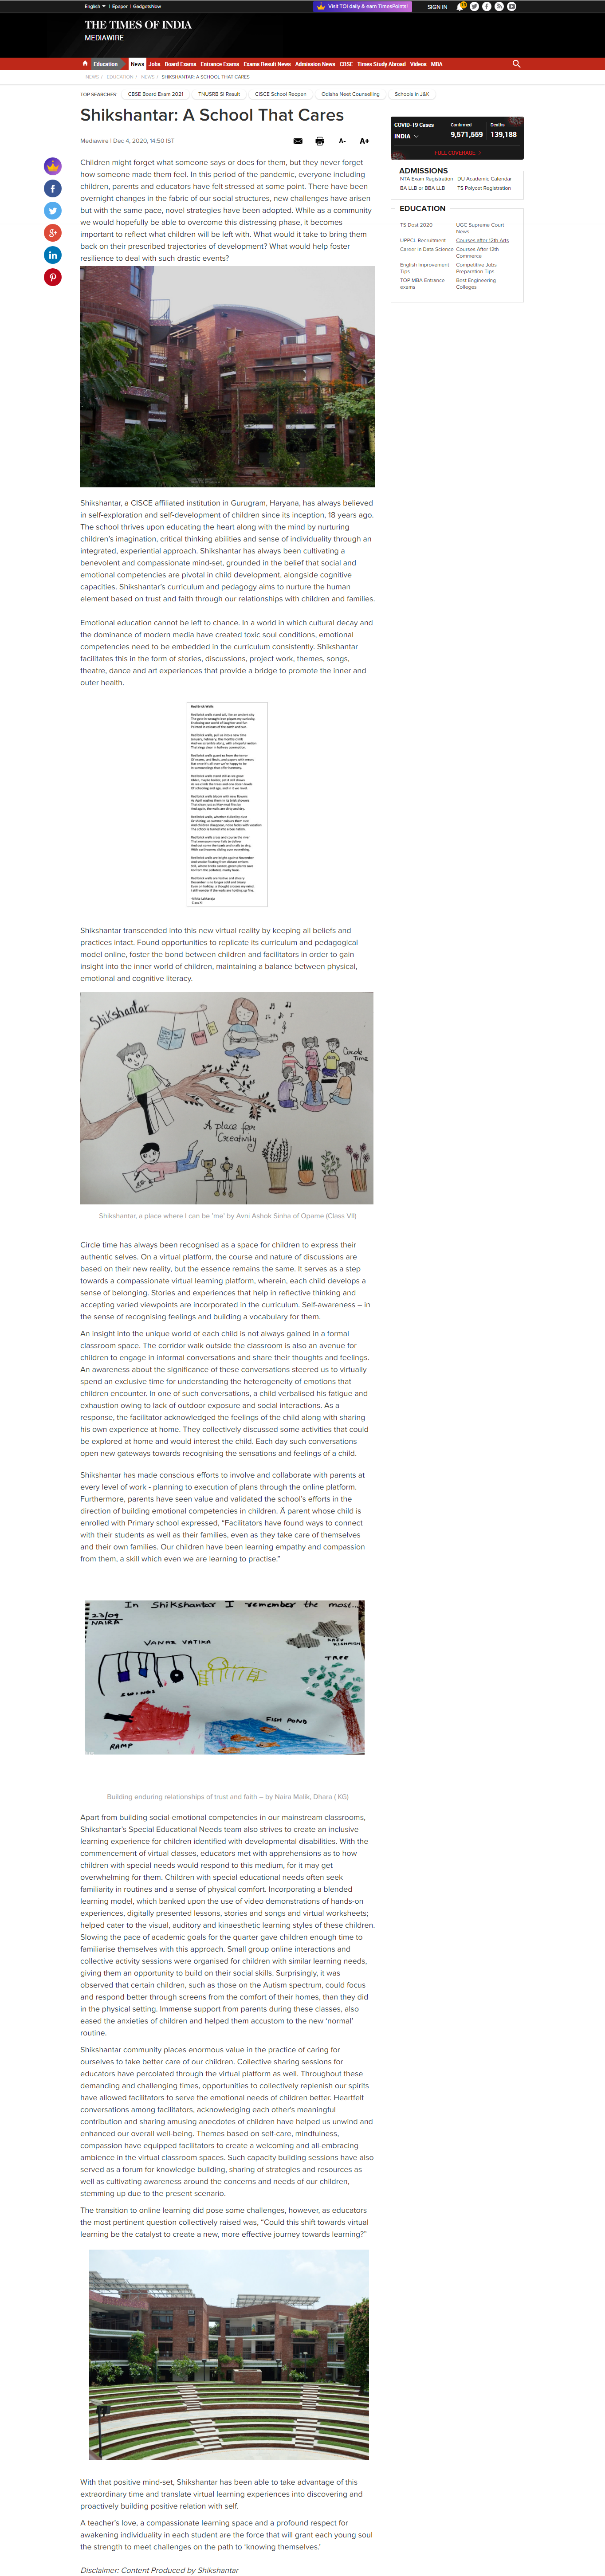 English | Epaper | GadgetsNow
Visit TOI daily & earn TimesPoints!
SIGN IN
THE TIMES OF INDIA
MEDIAWIRE
Education News Jobs Board Exams Entrance Exams Exams Result News Admission News CBSE Times Study Abroad Videos MBA
NEWS / EDUCATION / NEWS / SHIKSHANTAR: A SCHOOL THAT CARES
TOP SEARCHES CBSE Board Exam 2021 TNUSRB SI Result CISCE School Reopen Odisha Next Counselling Schools in J&K
Shikshantar: A School That Cares
Mediawire | Dec 4, 2020, 14:50 IST
A- A+
Children might forget what someone says or does for them, but they never forget
how someone made them feel. In this period of the pandemic, everyone including
children, parents and educators have felt stressed at some point. There have been
overnight changes in the fabric of our social structures, new challenges have arisen
but with the same pace, novel strategies have been adopted. While as a community
we would hopefully be able to overcome this distressing phase, it becomes
important to reflect what children will be left with. What would it take to bring them
back on their prescribed trajectories of development? What would help foster
resilience to deal with such drastic events?
COVID-19 Cases
INDIA
Confirmed
9,571,559
Deaths
139,188
FULL COVERAGE >
ADMISSIONS
NTA Exam Registration DU Academic Calendar
BA LLB or BBA LLB TS Polycet Registration
EDUCATION
TS Dost 2020 UGC Supreme Court
News
UPPCL Recruitment Courses after 12th Arts
Career in Data Science Courses After 12th
Commerce
English Improvement Competitive Jobs
Tips Preparation Tips
TOP MBA Entrance Best Engineering
exams Colleges
Shikshantar, a CISCE affiliated institution in Gurugram, Haryana, has always believed
in self-exploration and self-development of children since its inception, 18 years ago.
The school thrives upon educating the heart along with the mind by nurturing
children's imagination, critical thinking abilities and sense of individuality through an
integrated, experiential approach. Shikshantar has always been cultivating a
benevolent and compassionate mind-set, grounded in the belief that social and
emotional competencies are pivotal in child development, alongside cognitive
capacities. Shikshantar's curriculum and pedagogy aims to nurture the human
element based on trust and faith through our relationships with children and families.
Emotional education cannot be left to chance. In a world in which cultural decay and
the dominance of modern media have created toxic soul conditions, emotional
competencies need to be embedded in the curriculum consistently. Shikshantar
facilitates this in the form of stories, discussions, project work, themes, songs,
theatre, dance and art experiences that provide a bridge to promote the inner and
outer health.
Red Brick Walls
Shikshantar transcended into this new virtual reality by keeping all beliefs and
practices intact. Found opportunities to replicate its curriculum and pedagogical
model online, foster the bond between children and facilitators in order to gain
insight into the inner world of children, maintaining a balance between physical,
emotional and cognitive literacy.
Shikshantar
Circle
Time
A place for
Creativity
Shikshantar, a place where I can be 'me' by Avni Ashok Sinha of Opame (Class VII)
Circle time has always been recognised as a space for children to express their
authentic selves. On a virtual platform, the course and nature of discussions are
based on their new reality, but the essence remains the same. It serves as a step
towards a compassionate virtual learning platform, wherein, each child develops a
sense of belonging. Stories and experiences that help in reflective thinking and
accepting varied viewpoints are incorporated in the curriculum. Self-awareness – in
the sense of recognising feelings and building a vocabulary for them.
An insight into the unique world of each child is not always gained in a formal
classroom space. The corridor walk outside the classroom is also an avenue for
children to engage in informal conversations and share their thoughts and feelings.
An awareness about the significance of these conversations steered us to virtually
spend an exclusive time for understanding the heterogeneity of emotions that
children encounter. In one of such conversations, a child verbalised his fatigue and
exhaustion owing to lack of outdoor exposure and social interactions. As a
response, the facilitator acknowledged the feelings of the child along with sharing
his own experience at home. They collectively discussed some activities that could
be explored at home and would interest the child. Each day such conversations
open new gateways towards recognising the sensations and feelings of a child.
Shikshantar has made conscious efforts to involve and collaborate with parents at
every level of work - planning to execution of plans through the online platform.
Furthermore, parents have seen value and validated the school's efforts in the
direction of building emotional competencies in children. Â parent whose child is
enrolled with Primary school expressed, "Facilitators have found ways to connect
with their students as well as their families, even as they take care of themselves
and their own families. Our children have been learning empathy and compassion
from them, a skill which even we are learning to practise."
In Shikshantar I remember the most...
23/09
NAIRA
VANAR VATIKA
TREE
SWINGS
FISH POND
RAMP
Building enduring relationships of trust and faith – by Naira Malik, Dhara ( KG)
Apart from building social-emotional competencies in our mainstream classrooms,
Shikshantar's Special Educational Needs team also strives to create an inclusive
learning experience for children identified with developmental disabilities. With the
commencement of virtual classes, educators met with apprehensions as to how
children with special needs would respond to this medium, for it may get
overwhelming for them. Children with special educational needs often seek
familiarity in routines and a sense of physical comfort. Incorporating a blended
learning model, which banked upon the use of video demonstrations of hands-on
experiences, digitally presented lessons, stories and songs and virtual worksheets;
helped cater to the visual, auditory and kinaesthetic learning styles of these children.
Slowing the pace of academic goals for the quarter gave children enough time to
familiarise themselves with this approach. Small group online interactions and
collective activity sessions were organised for children with similar learning needs,
giving them an opportunity to build on their social skills. Surprisingly, it was
observed that certain children, such as those on the Autism spectrum, could focus
and respond better through screens from the comfort of their homes, than they did
in the physical setting. Immense support from parents during these classes, also
eased the anxieties of children and helped them accustom to the new 'normal'
routine.
Shikshantar community places enormous value in the practice of caring for
ourselves to take better care of our children. Collective sharing sessions for
educators have percolated through the virtual platform as well. Throughout these
demanding and challenging times, opportunities to collectively replenish our spirits
have allowed facilitators to serve the emotional needs of children better. Heartfelt
conversations among facilitators, acknowledging each other's meaningful
contribution and sharing amusing anecdotes of children have helped us unwind and
enhanced our overall well-being. Themes based on self-care, mindfulness,
compassion have equipped facilitators to create a welcoming and all-embracing
ambience in the virtual classroom spaces. Such capacity building sessions have also
served as a forum for knowledge building, sharing of strategies and resources as
well as cultivating awareness around the concerns and needs of our children,
stemming up due to the present scenario.
The transition to online learning did pose some challenges, however, as educators
the most pertinent question collectively raised was, "Could this shift towards virtual
learning be the catalyst to create a new, more effective journey towards learning?"
With that positive mind-set, Shikshantar has been able to take advantage of this
extraordinary time and translate virtual learning experiences into discovering and
proactively building positive relation with self.
A teacher's love, a compassionate learning space and a profound respect for
awakening individuality in each student are the force that will grant each young soul
the strength to meet challenges on the path to 'knowing themselves.'
Disclaimer: Content Produced by Shikshantar